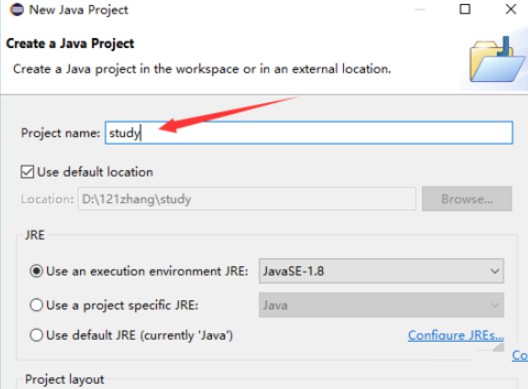 New Java Project
Create a Java Project
Create a Java project in the workspace or in an external location.
Project name: study
Use default location
Location: D:\121zhang\study Browse...
JRE
Use an execution environment JRE: JavaSE-1.8
Use a project specific JRE: Java
Use default JRE (currently 'Java') Configure JREs...
Co
Project layout